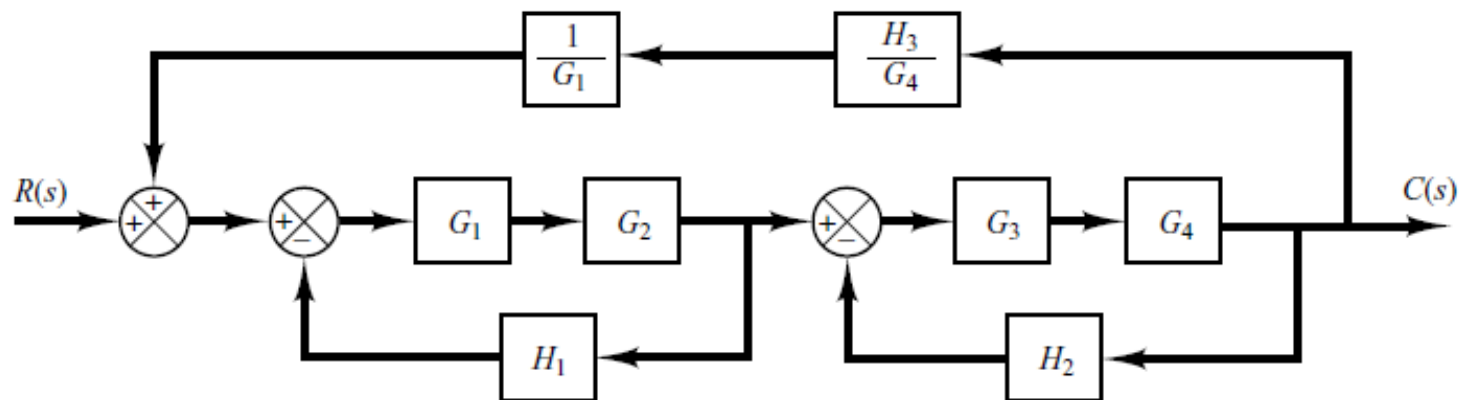 1/G₁
H₃/G₄
R(s)
+
+
+
−
G₁
G₂
+
−
G₃
G₄
C(s)
H₁
H₂